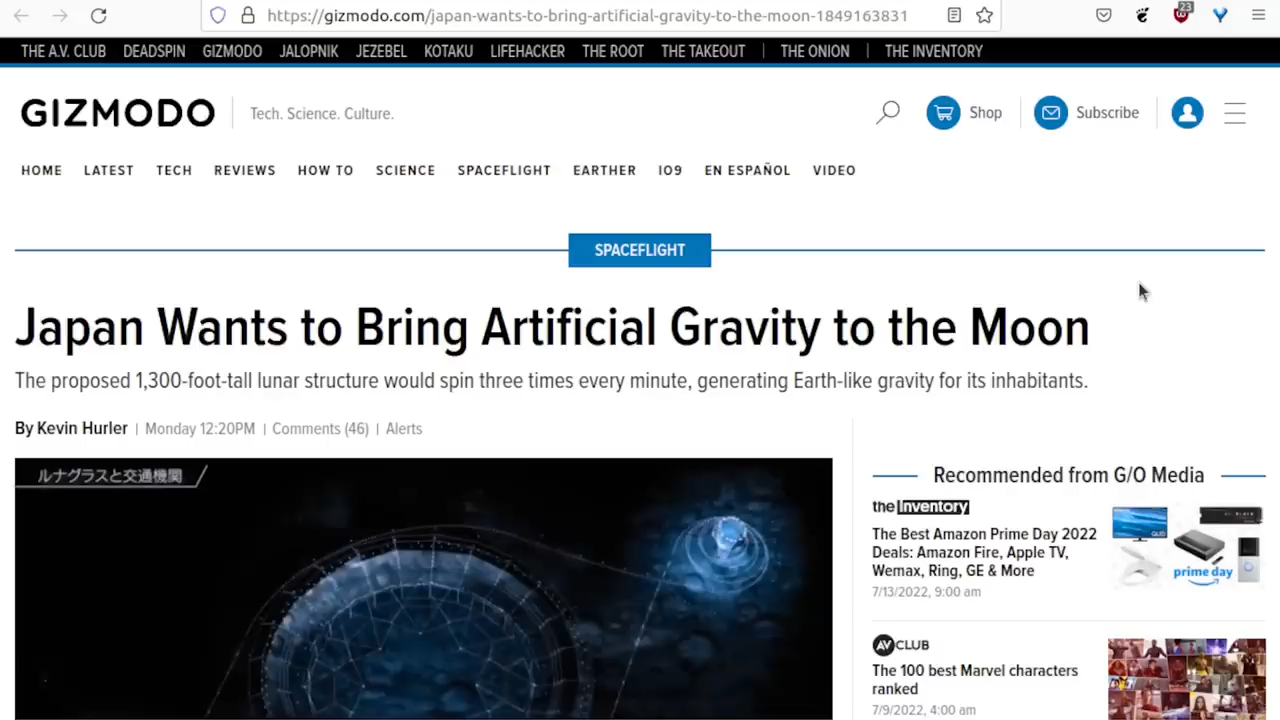 https://gizmodo.com/japan-wants-to-bring-artificial-gravity-to-the-moon-1849163831
23
THE A.V. CLUB DEADSPIN GIZMODO JALOPNIK JEZEBEL KOTAKU LIFEHACKER THE ROOT THE TAKEOUT | THE ONION | THE INVENTORY
GIZMODO
Tech. Science. Culture.
Shop
Subscribe
HOME LATEST TECH REVIEWS HOW TO SCIENCE SPACEFLIGHT EARTHER IO9 EN ESPAÑOL VIDEO
SPACEFLIGHT
Japan Wants to Bring Artificial Gravity to the Moon
The proposed 1,300-foot-tall lunar structure would spin three times every minute, generating Earth-like gravity for its inhabitants.
By Kevin Hurler | Monday 12:20PM | Comments (46) | Alerts
ルナグラスと交通機関
Recommended from G/O Media
the Inventory
The Best Amazon Prime Day 2022
Deals: Amazon Fire, Apple TV,
Wemax, Ring, GE & More
7/13/2022, 9:00 am
prime day
AV CLUB
The 100 best Marvel characters
ranked
7/9/2022, 4:00 am